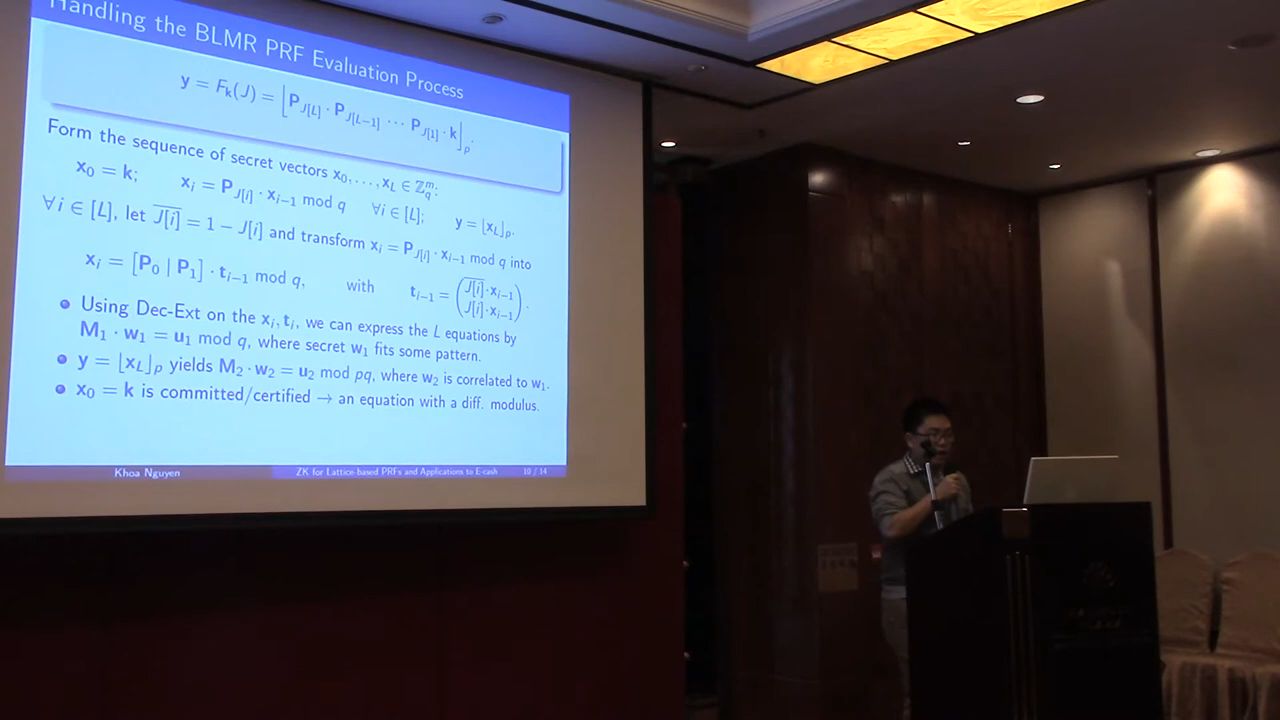 Handling the BLMR PRF Evaluation Process
y = F_k(J) = ⌊P_{J[L]} · P_{J[L−1]} ··· P_{J[1]} · k⌋_p.
Form the sequence of secret vectors x_0, . . . , x_L ∈ ℤ_q^m:
x_0 = k; x_i = P_{J[i]} · x_{i−1} mod q ∀i ∈ [L]; y = ⌊x_L⌋_p.
∀i ∈ [L], let \overline{J[i]} = 1 − J[i] and transform x_i = P_{J[i]} · x_{i−1} mod q into
x_i = [P_0 | P_1] · t_{i−1} mod q, with t_{i−1} = ( \overline{J[i]}·x_{i−1}
J[i]·x_{i−1} ).
• Using Dec-Ext on the x_i, t_i, we can express the L equations by
M_1 · w_1 = u_1 mod q, where secret w_1 fits some pattern.
• y = ⌊x_L⌋_p yields M_2 · w_2 = u_2 mod pq, where w_2 is correlated to w_1.
• x_0 = k is committed/certified → an equation with a diff. modulus.
Khoa Nguyen ZK for Lattice-based PRFs and Applications to E-cash 10 / 14